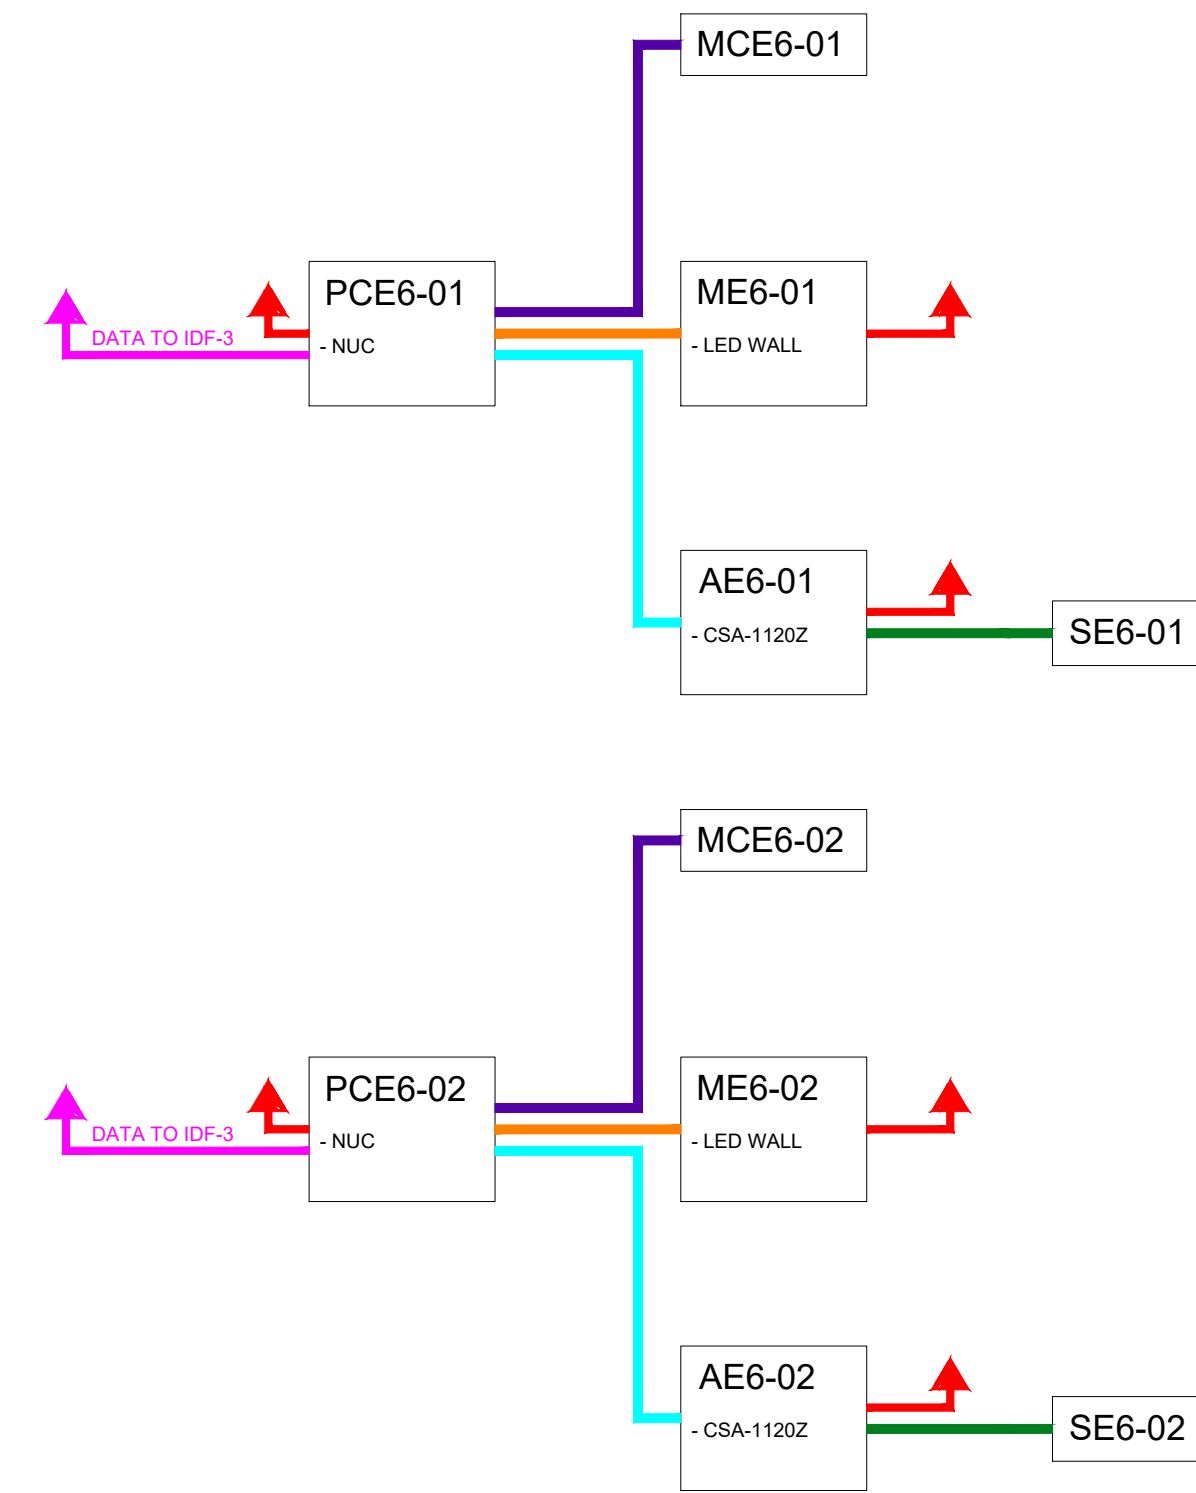 MCE6-01
PCE6-01
- NUC
DATA TO IDF-3
ME6-01
- LED WALL
AE6-01
- CSA-1120Z
SE6-01
MCE6-02
PCE6-02
- NUC
DATA TO IDF-3
ME6-02
- LED WALL
AE6-02
- CSA-1120Z
SE6-02